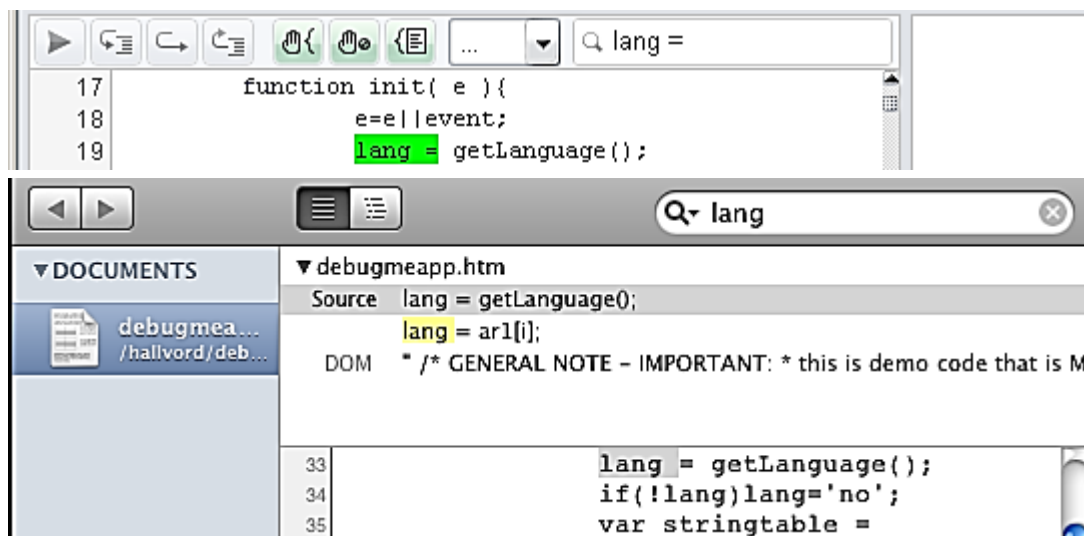 ... lang =
17 function init( e ){
18 e=e||event;
19 lang = getLanguage();
lang
▼DOCUMENTS
▼debugmeapp.htm
Source lang = getLanguage();
debugmea...
/hallvord/deb...
lang = arl[i];
DOM " /* GENERAL NOTE – IMPORTANT: * this is demo code that is M
33 lang = getLanguage();
34 if(!lang)lang='no';
35 var stringtable =